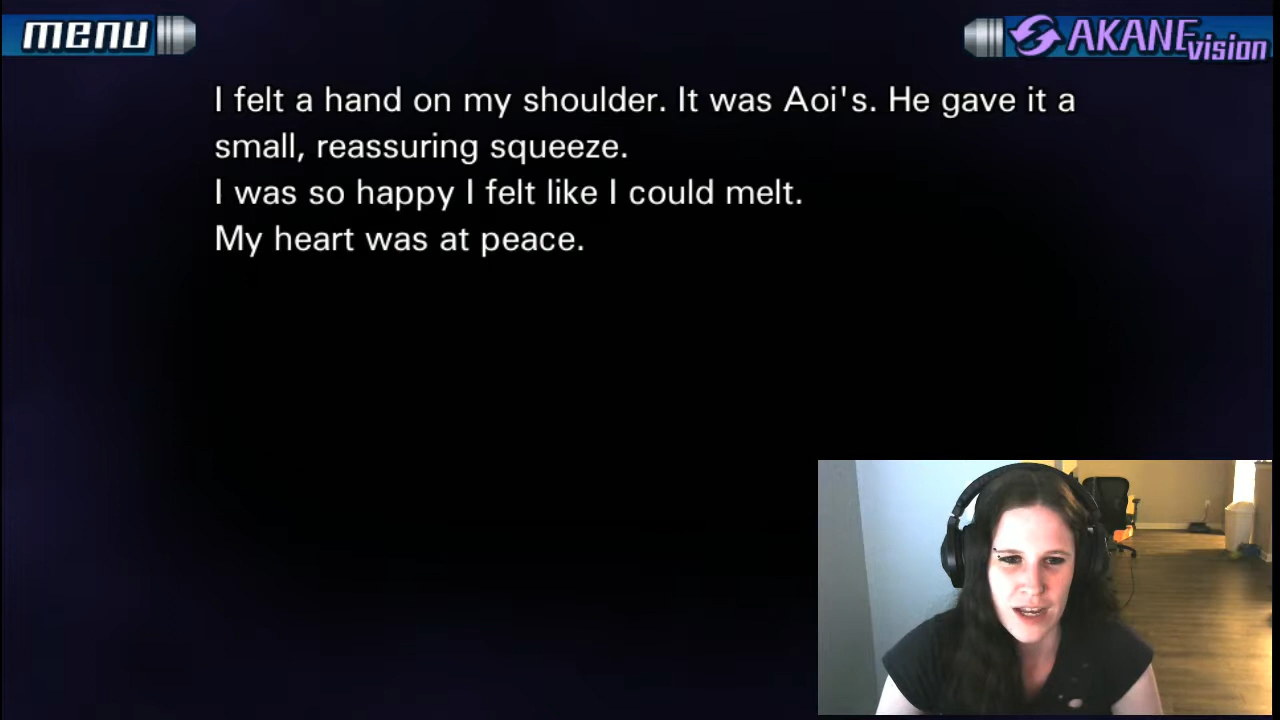 menu
AKANE vision
I felt a hand on my shoulder. It was Aoi's. He gave it a
small, reassuring squeeze.
I was so happy I felt like I could melt.
My heart was at peace.